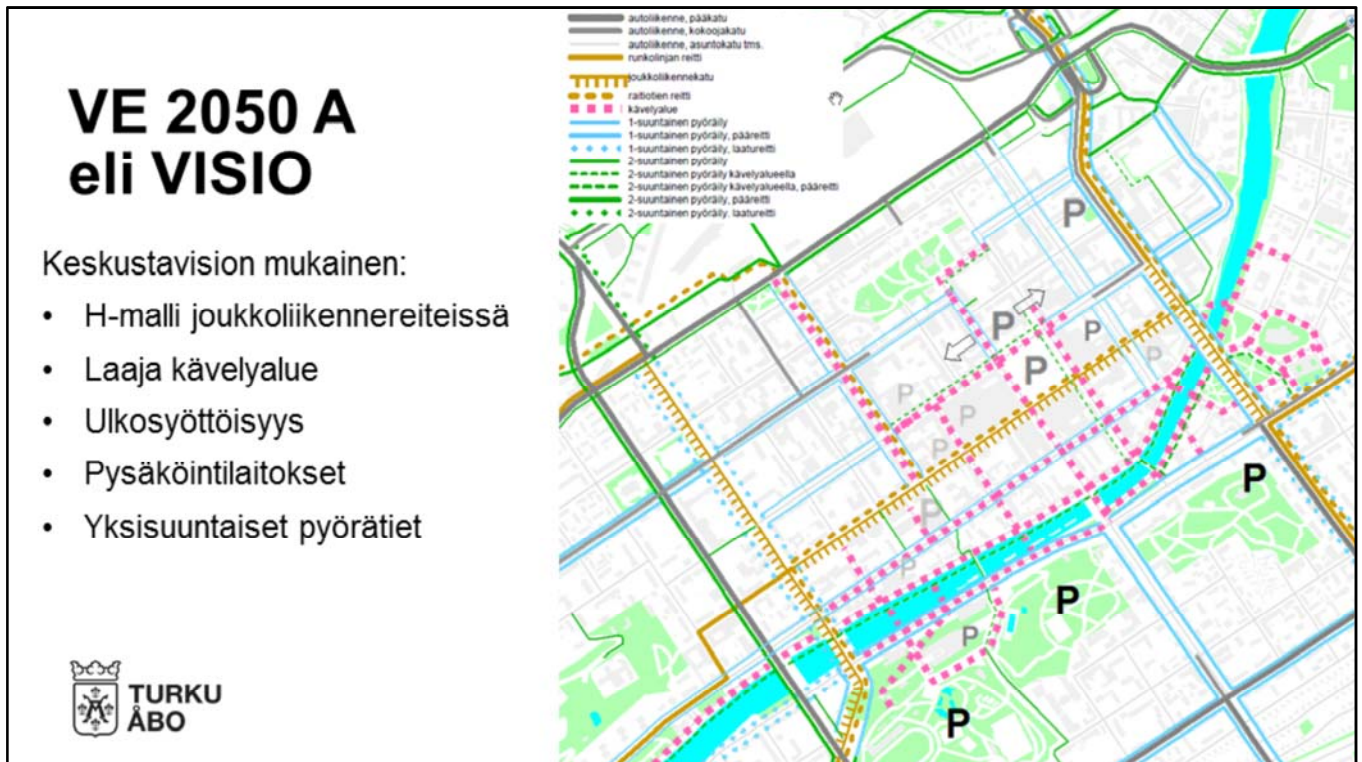 VE 2050 A
eli VISIO
Keskustavision mukainen:
• H-malli joukkoliikennereiteissä
• Laaja kävelyalue
• Ulkosyöttöisyys
• Pysäköintilaitokset
• Yksisuuntaiset pyörätiet
TURKU
ÅBO
autoliikenne, pääkatu
autoliikenne, kokoojakatu
autoliikenne, asuntokatu tms.
runkolinjan reitti
joukkoliikennekatu
raitiotien reitti
kävelyalue
1-suuntainen pyöräily
1-suuntainen pyöräily, pääreitti
1-suuntainen pyöräily, laatureitti
2-suuntainen pyöräily
2-suuntainen pyöräily kävelyalueella
2-suuntainen pyöräily kävelyalueella, pääreitti
2-suuntainen pyöräily, pääreitti
2-suuntainen pyöräily, laatureitti
P
P
P
P
P
P
P
P
P
P
P
P
P
P